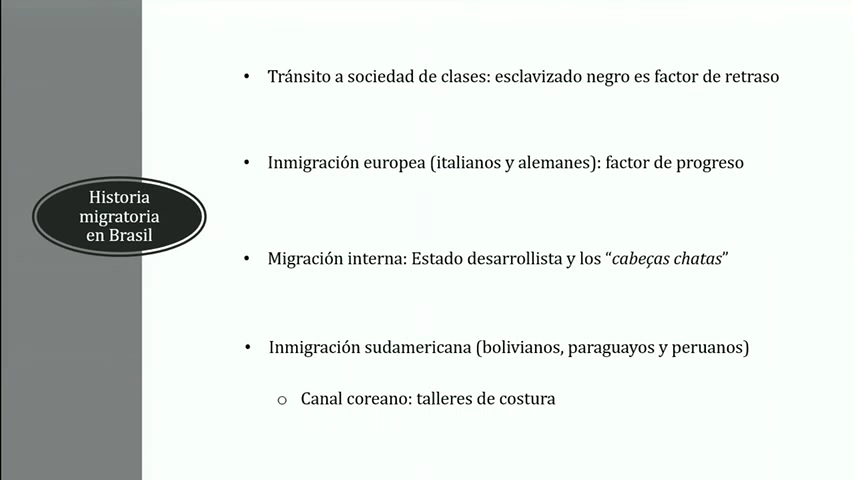 Historia
migratoria
en Brasil
• Tránsito a sociedad de clases: esclavizado negro es factor de retraso
• Inmigración europea (italianos y alemanes): factor de progreso
• Migración interna: Estado desarrollista y los “cabeças chatas”
• Inmigración sudamericana (bolivianos, paraguayos y peruanos)
o Canal coreano: talleres de costura